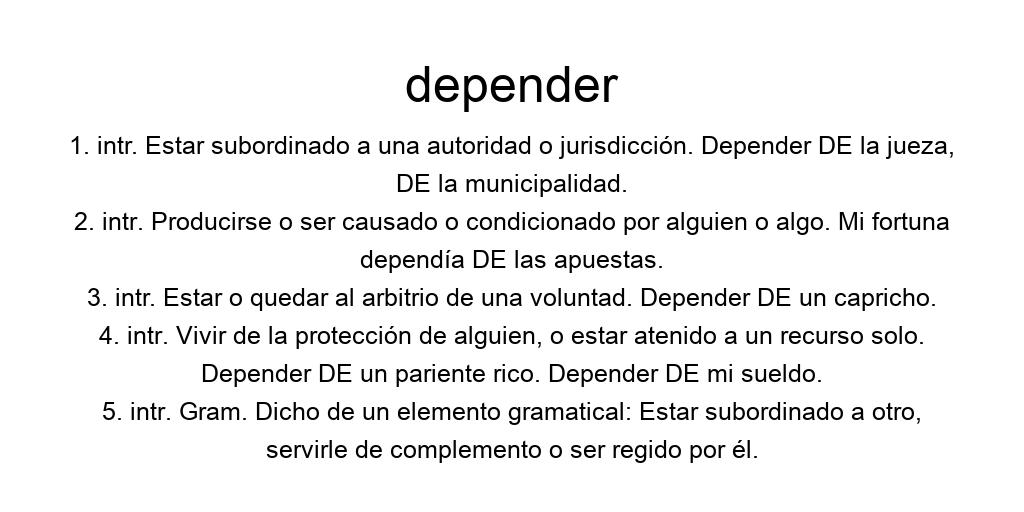 depender
1. intr. Estar subordinado a una autoridad o jurisdicción. Depender DE la jueza,
DE la municipalidad.
2. intr. Producirse o ser causado o condicionado por alguien o algo. Mi fortuna
dependía DE las apuestas.
3. intr. Estar o quedar al arbitrio de una voluntad. Depender DE un capricho.
4. intr. Vivir de la protección de alguien, o estar atenido a un recurso solo.
Depender DE un pariente rico. Depender DE mi sueldo.
5. intr. Gram. Dicho de un elemento gramatical: Estar subordinado a otro,
servirle de complemento o ser regido por él.